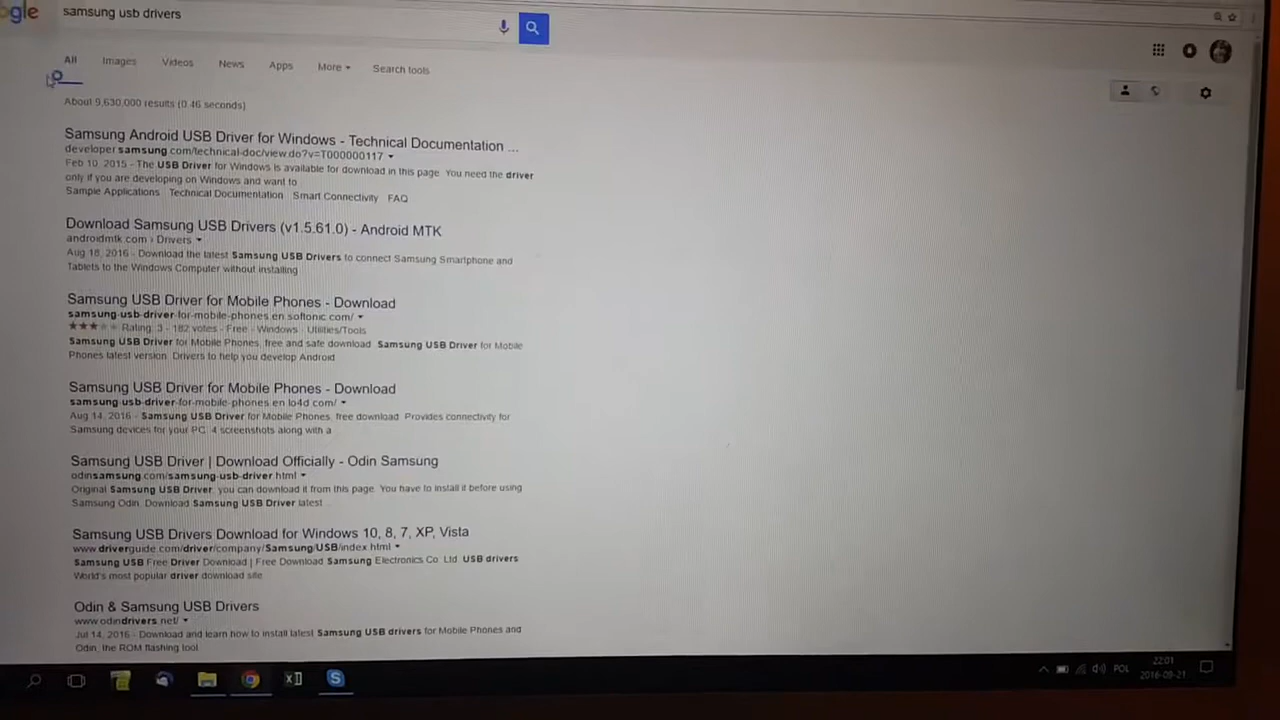 ogle
samsung usb drivers
All Images Videos News Apps More Search tools
About 9,630,000 results (0.46 seconds)
Samsung Android USB Driver for Windows - Technical Documentation ...
developer.samsung.com/technical-doc/view.do?v=T000000117
Feb 10, 2015 - The USB Driver for Windows is available for download in this page. You need the driver
only if you are developing on Windows and want to
Sample Applications Technical Documentation Smart Connectivity FAQ
Download Samsung USB Drivers (v1.5.61.0) - Android MTK
androidmtk.com › Drivers
Aug 18, 2016 - Download the latest Samsung USB Drivers to connect Samsung Smartphone and
Tablets to the Windows Computer without installing
Samsung USB Driver for Mobile Phones - Download
samsung-usb-driver-for-mobile-phones.en.softonic.com/
Rating: 3 - 182 votes - Free - Windows - Utilities/Tools
Samsung USB Driver for Mobile Phones, free and safe download. Samsung USB Driver for Mobile
Phones latest version. Drivers to help you develop Android
Samsung USB Driver for Mobile Phones - Download
samsung-usb-driver-for-mobile-phones.en.lo4d.com/
Aug 14, 2016 - Samsung USB Driver for Mobile Phones, free download. Provides connectivity for
Samsung devices for your PC. 4 screenshots along with a
Samsung USB Driver | Download Officially - Odin Samsung
odinsamsung.com/samsung-usb-driver.html
Original Samsung USB Driver, you can download it from this page. You have to install it before using
Samsung Odin. Download Samsung USB Driver latest
Samsung USB Drivers Download for Windows 10, 8, 7, XP, Vista
www.driverguide.com/driver/company/Samsung/USB/index.html
Samsung USB Free Driver Download | Free Download Samsung Electronics Co. Ltd. USB drivers
World's most popular driver download site
Odin & Samsung USB Drivers
www.odindrivers.net/
Jul 14, 2016 - Download and learn how to install latest Samsung USB drivers for Mobile Phones and
Odin, the ROM flashing tool
POL
22:01
2016-09-21